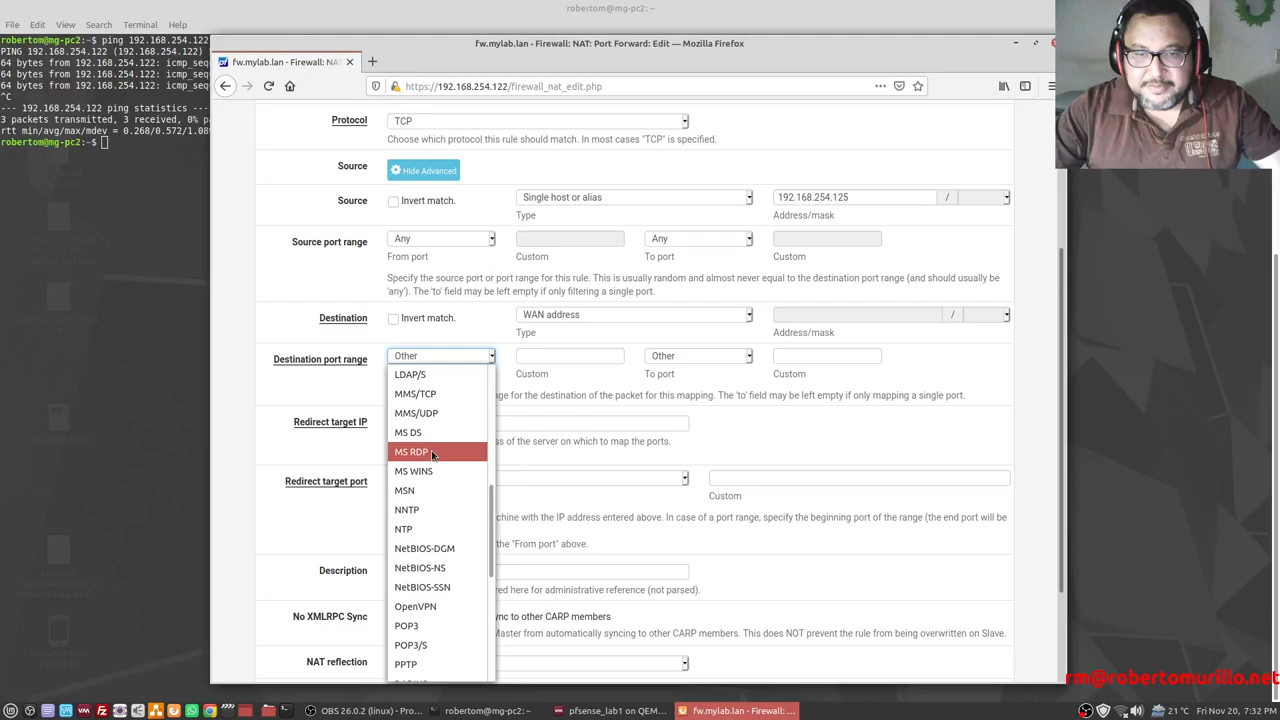 robertom@mg-pc2: ~
File Edit View Search Terminal Help
robertom@mg-pc2:~$ ping 192.168.254.122
PING 192.168.254.122 (192.168.254.122)
64 bytes from 192.168.254.122: icmp_seq
64 bytes from 192.168.254.122: icmp_seq
64 bytes from 192.168.254.122: icmp_seq
^C
--- 192.168.254.122 ping statistics ---
3 packets transmitted, 3 received, 0% p
rtt min/avg/max/mdev = 0.268/0.572/1.08
robertom@mg-pc2:~$
fw.mylab.lan - Firewall: NAT: Port Forward: Edit — Mozilla Firefox
fw.mylab.lan - Firewall: NAT
https://192.168.254.122/firewall_nat_edit.php
Protocol TCP
Choose which protocol this rule should match. In most cases "TCP" is specified.
Source Hide Advanced
Source Invert match. Single host or alias 192.168.254.125 /
Type Address/mask
Source port range Any Any
From port Custom To port Custom
Specify the source port or port range for this rule. This is usually random and almost never equal to the destination port range (and should usually be
'any'). The 'to' field may be left empty if only filtering a single port.
Destination Invert match. WAN address /
Type Address/mask
Destination port range Other Other
Custom To port Custom
LDAP/S
MMS/TCP
ge for the destination of the packet for this mapping. The 'to' field may be left empty if only mapping a single port.
MMS/UDP
Redirect target IP
MS DS
ss of the server on which to map the ports.
MS RDP
MS WINS
Redirect target port
MSN
Custom
NNTP
chine with the IP address entered above. In case of a port range, specify the beginning port of the range (the end port will be
NTP
the "From port" above.
NetBIOS-DGM
NetBIOS-NS
Description
NetBIOS-SSN
ered here for administrative reference (not parsed).
OpenVPN
No XMLRPC Sync
ync to other CARP members
POP3
Master from automatically syncing to other CARP members. This does NOT prevent the rule from being overwritten on Slave.
POP3/S
NAT reflection
PPTP
rm@robertomurillo.net
OBS 26.0.2 (linux) - Pro...
robertom@mg-pc2: ~
pfsense_lab1 on QEM...
fw.mylab.lan - Firewall: ...
21 °C Fri Nov 20, 7:32 PM